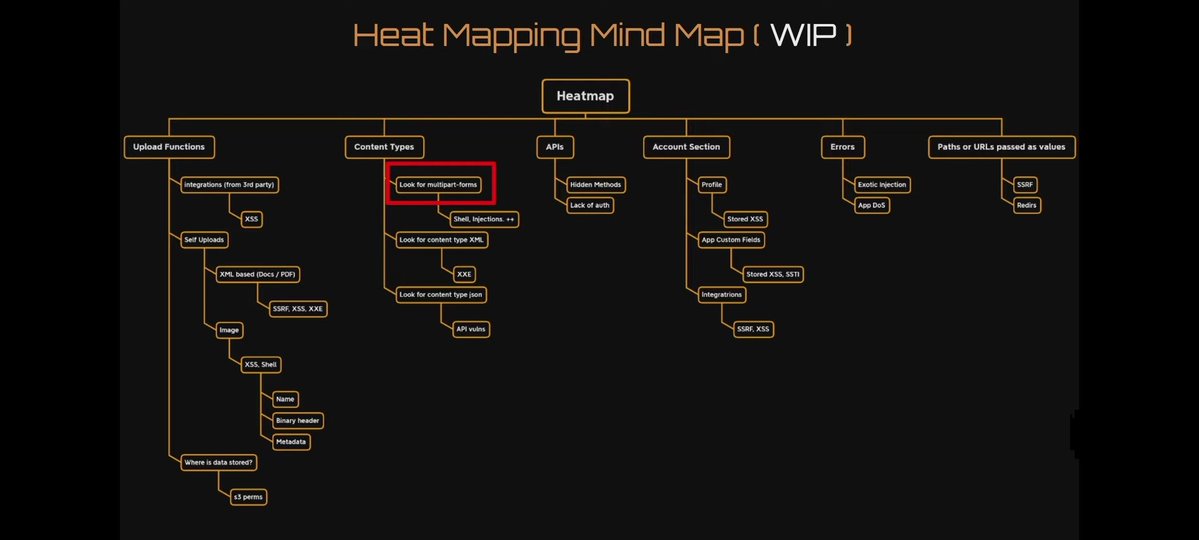 Heat Mapping Mind Map ( WIP )
Heatmap
Upload Functions
integrations (from 3rd party)
XSS
Self Uploads
XML based (Docs / PDF)
SSRF, XSS, XXE
Image
XSS, Shell
Name
Binary header
Metadata
Where is data stored?
s3 perms
Content Types
Look for multipart-forms
Shell, Injections. ++
Look for content type XML
XXE
Look for content type json
API vulns
APIs
Hidden Methods
Lack of auth
Account Section
Profile
Stored XSS
App Custom Fields
Stored XSS, SSTI
Integratrions
SSRF, XSS
Errors
Exotic Injection
App DoS
Paths or URLs passed as values
SSRF
Redirs